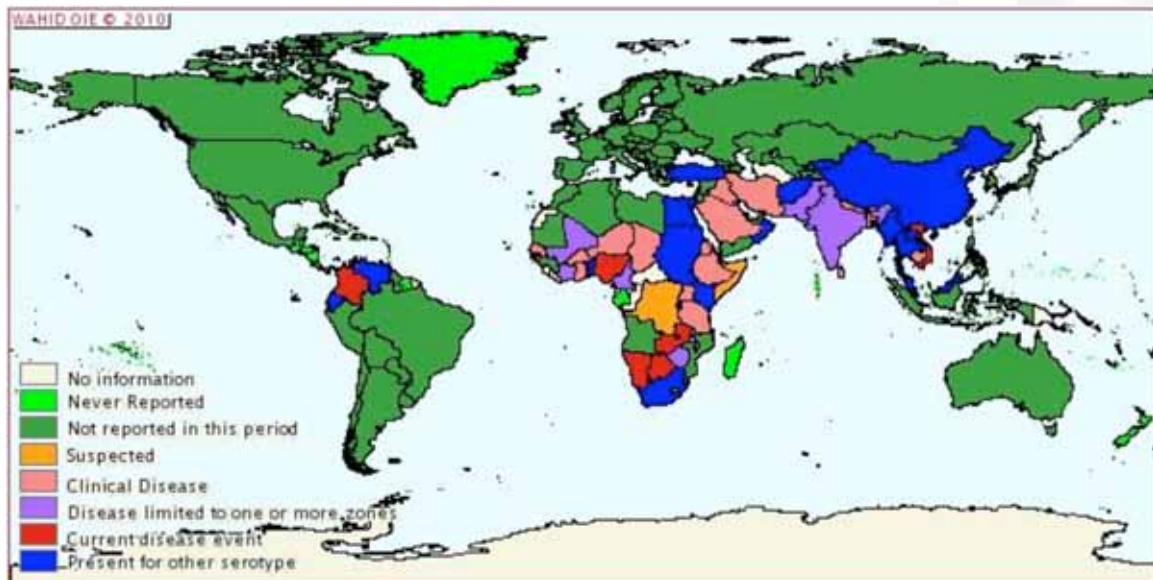 WAHID OIE © 2010
No information
Never Reported
Not reported in this period
Suspected
Clinical Disease
Disease limited to one or more zones
Current disease event
Present for other serotype